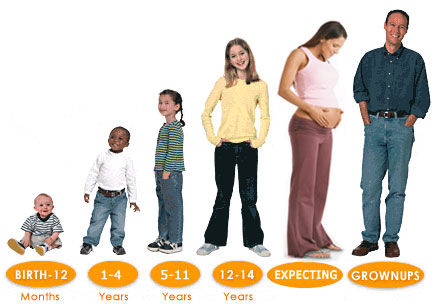 BIRTH-12 1-4 5-11 12-14 EXPECTING GROWNUPS
Months Years Years Years